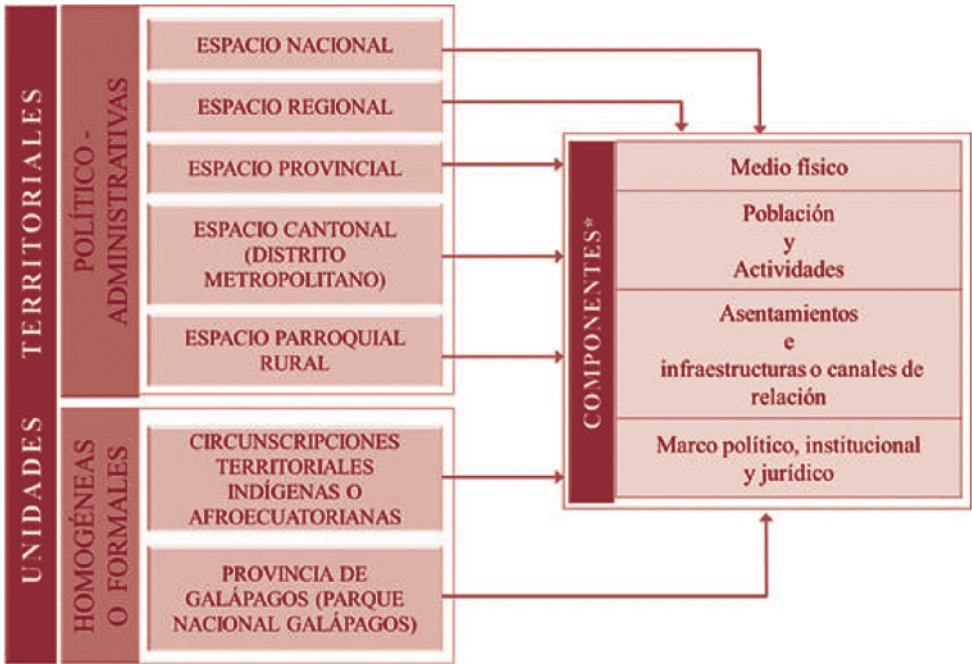 UNIDADES TERRITORIALES
POLÍTICO -
ADMINISTRATIVAS
ESPACIO NACIONAL
ESPACIO REGIONAL
ESPACIO PROVINCIAL
ESPACIO CANTONAL
(DISTRITO
METROPOLITANO)
ESPACIO PARROQUIAL
RURAL
HOMOGÉNEAS
O FORMALES
CIRCUNSCRIPCIONES
TERRITORIALES
INDÍGENAS O
AFROECUATORIANAS
PROVINCIA DE
GALÁPAGOS (PARQUE
NACIONAL GALÁPAGOS)
COMPONENTES*
Medio físico
Población
y
Actividades
Asentamientos
e
infraestructuras o canales de
relación
Marco político, institucional
y jurídico